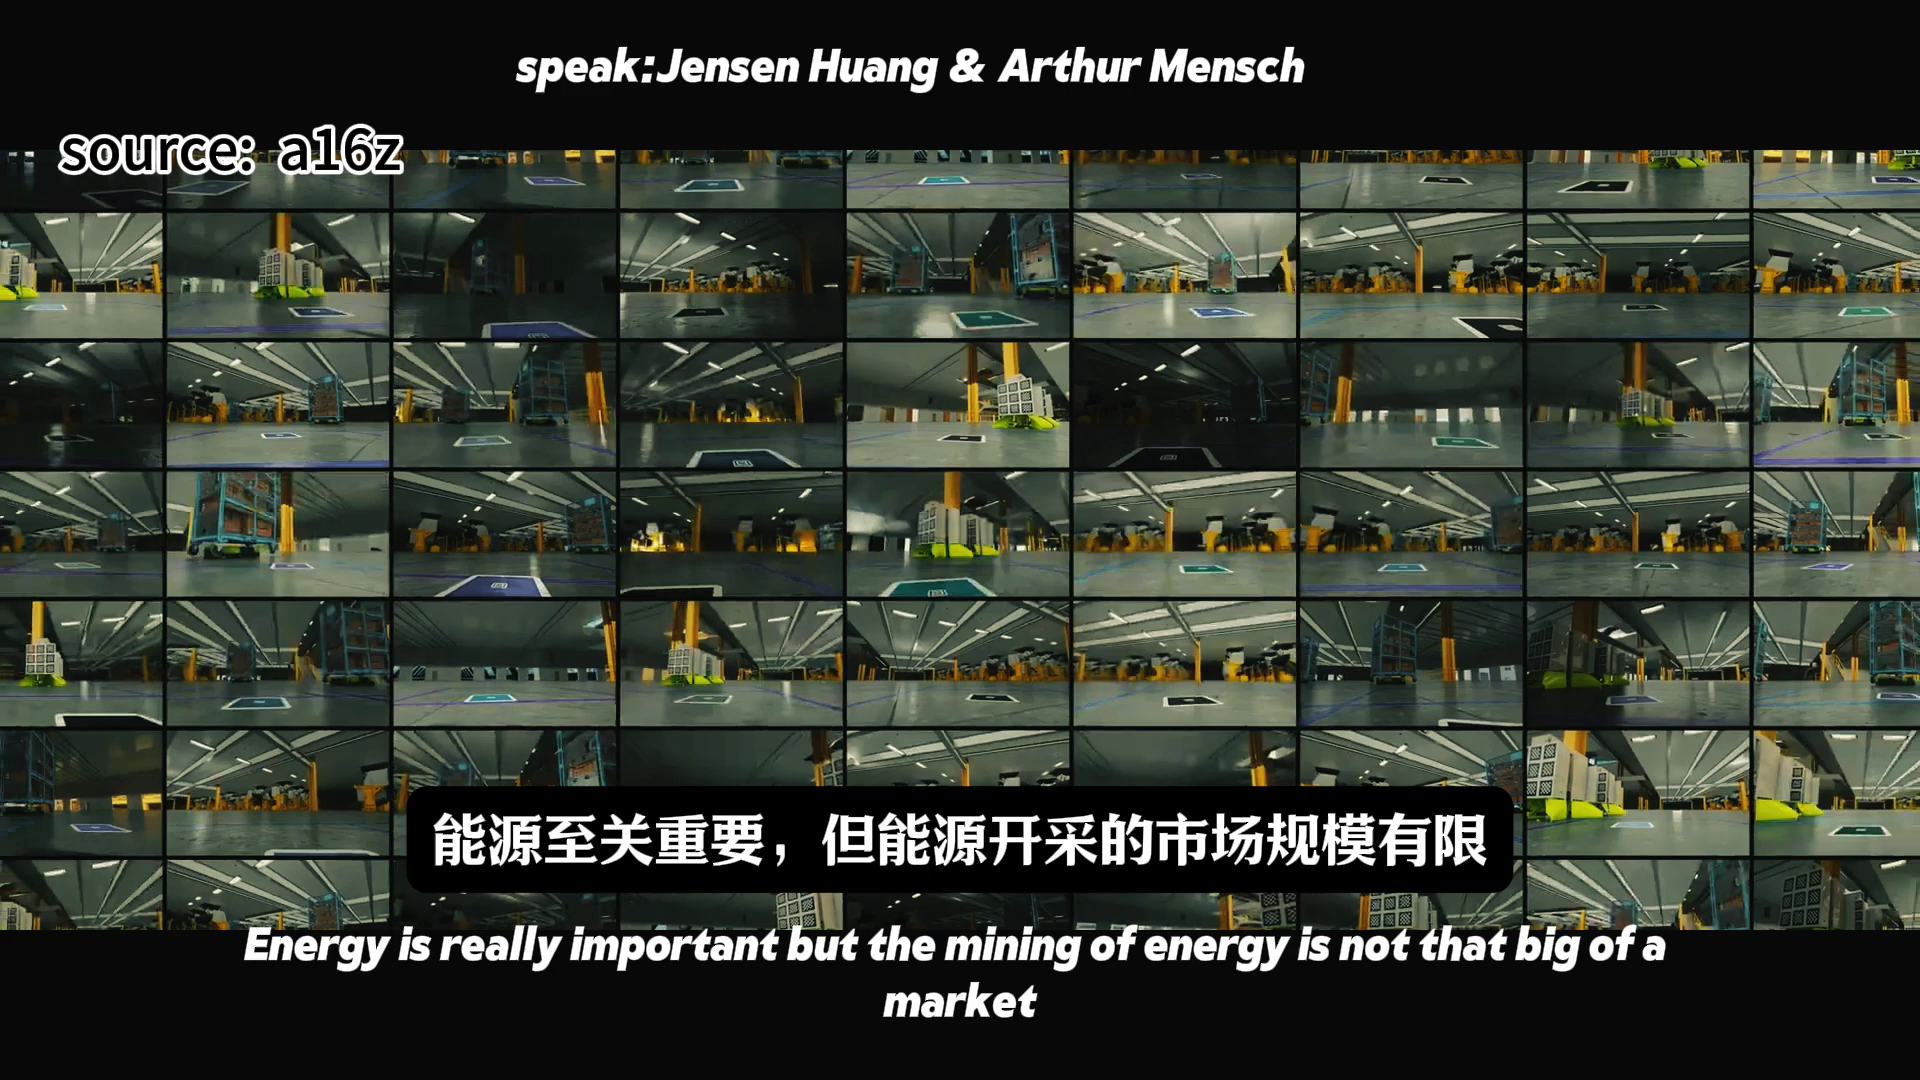 speak:Jensen Huang & Arthur Mensch
source: a16z
能源至关重要，但能源开采的市场规模有限
Energy is really important but the mining of energy is not that big of a
market